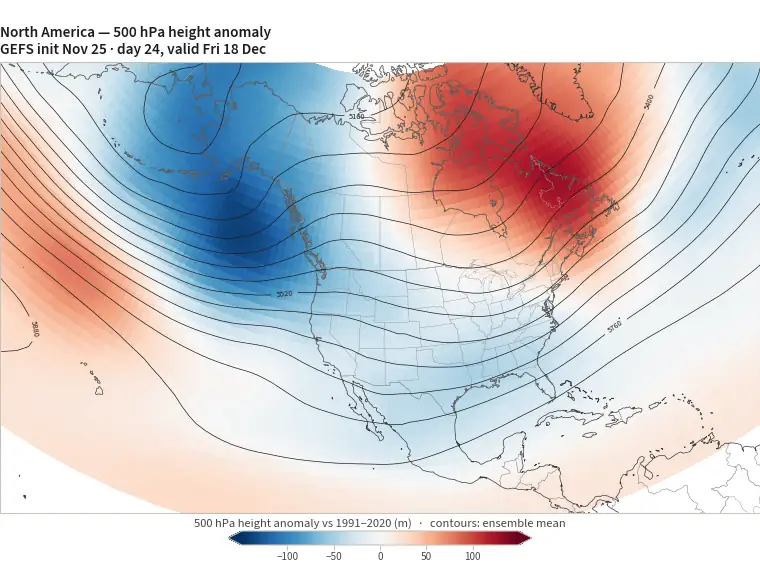 North America — 500 hPa height anomaly
GEFS init Nov 25 · day 24, valid Fri 18 Dec
5160
5400
5520
5760
5880
500 hPa height anomaly vs 1991–2020 (m) · contours: ensemble mean
−100 −50 0 50 100